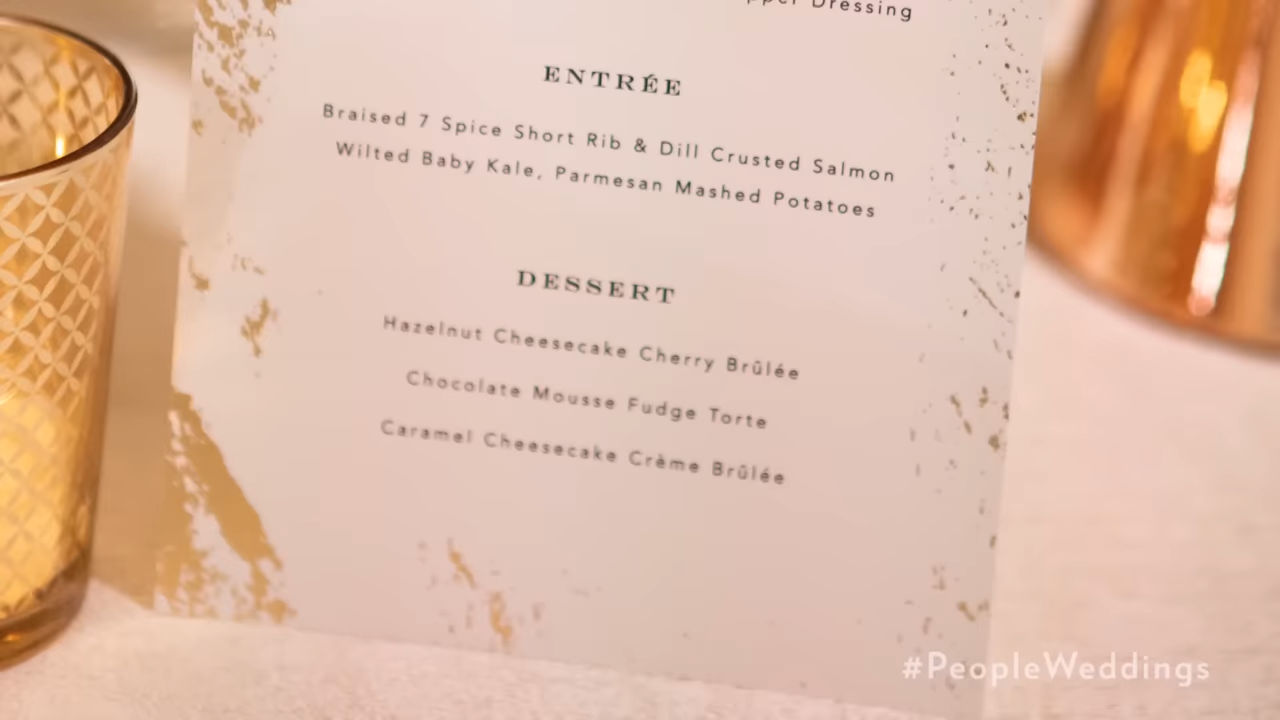 Dressing
ENTRÉE
Braised 7 Spice Short Rib & Dill Crusted Salmon
Wilted Baby Kale, Parmesan Mashed Potatoes
DESSERT
Hazelnut Cheesecake Cherry Brûlée
Chocolate Mousse Fudge Torte
Caramel Cheesecake Crème Brûlée
#PeopleWeddings